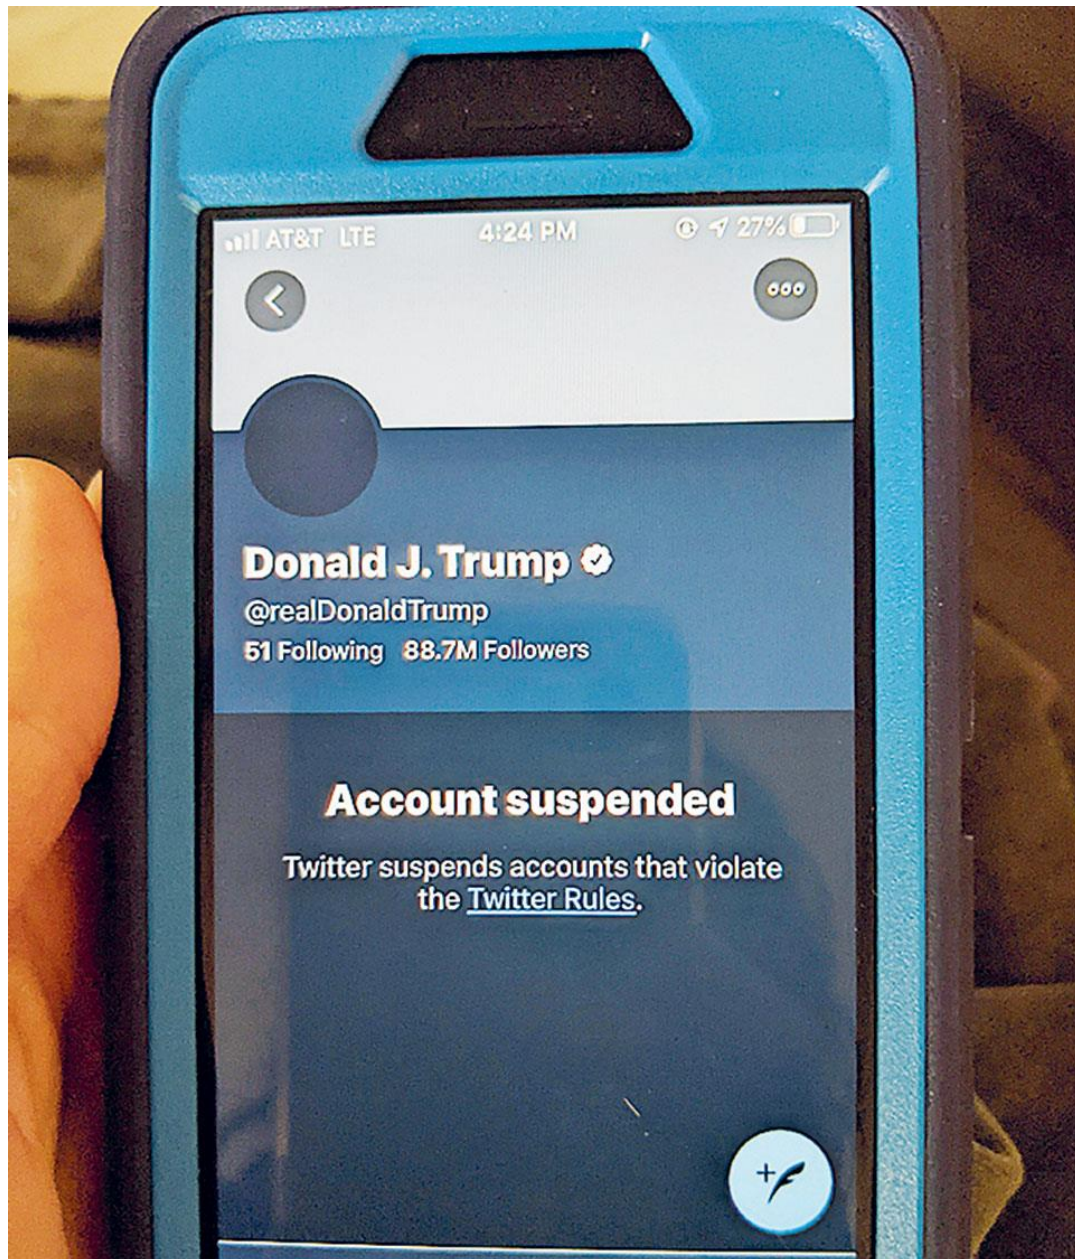 AT&T LTE 4:24 PM 27%
Donald J. Trump
@realDonaldTrump
51 Following 88.7M Followers
Account suspended
Twitter suspends accounts that violate
the Twitter Rules.